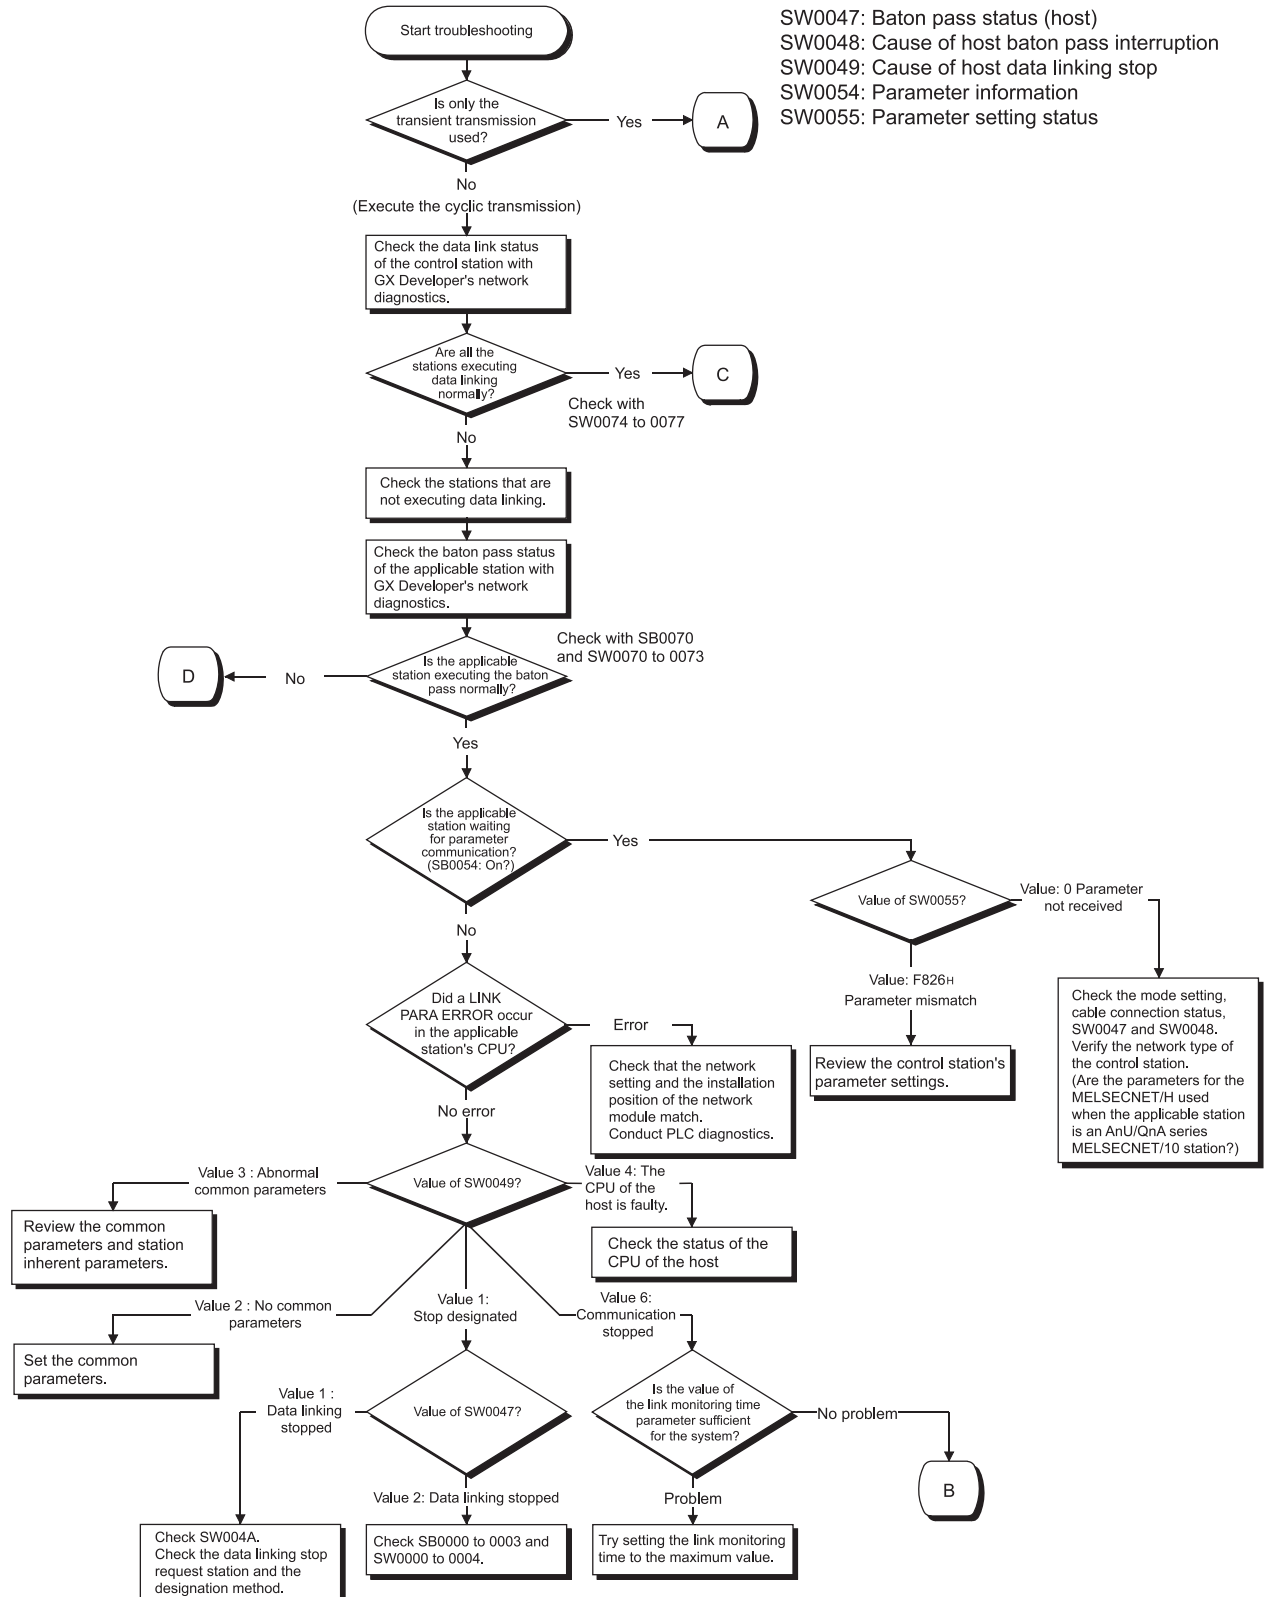 SW0047: Baton pass status (host)
SW0048: Cause of host baton pass interruption
SW0049: Cause of host data linking stop
SW0054: Parameter information
SW0055: Parameter setting status
Start troubleshooting
Is only the
transient transmission
used?
Yes
A
No
(Execute the cyclic transmission)
Check the data link status
of the control station with
GX Developer's network
diagnostics.
Are all the
stations executing
data linking
normally?
Yes
C
Check with
SW0074 to 0077
No
Check the stations that are
not executing data linking.
Check the baton pass status
of the applicable station with
GX Developer's network
diagnostics.
Check with SB0070
and SW0070 to 0073
Is the applicable
station executing the baton
pass normally?
No
D
Yes
Is the applicable
station waiting
for parameter
communication?
(SB0054: On?)
Yes
Value of SW0055?
Value: 0 Parameter
not received
No
Value: F826H
Parameter mismatch
Check the mode setting,
cable connection status,
SW0047 and SW0048.
Verify the network type of
the control station.
(Are the parameters for the
MELSECNET/H used
when the applicable station
is an AnU/QnA series
MELSECNET/10 station?)
Review the control station's
parameter settings.
Did a LINK
PARA ERROR occur
in the applicable
station's CPU?
Error
Check that the network
setting and the installation
position of the network
module match.
Conduct PLC diagnostics.
No error
Value of SW0049?
Value 3 : Abnormal
common parameters
Review the common
parameters and station
inherent parameters.
Value 4: The
CPU of the
host is faulty.
Check the status of the
CPU of the host
Value 2 : No common
parameters
Set the common
parameters.
Value 1:
Stop designated
Value 6:
Communication
stopped
Value of SW0047?
Value 1 :
Data linking
stopped
Check SW004A.
Check the data linking stop
request station and the
designation method.
Value 2: Data linking stopped
Check SB0000 to 0003 and
SW0000 to 0004.
Is the value of
the link monitoring time
parameter sufficient
for the system?
No problem
B
Problem
Try setting the link monitoring
time to the maximum value.